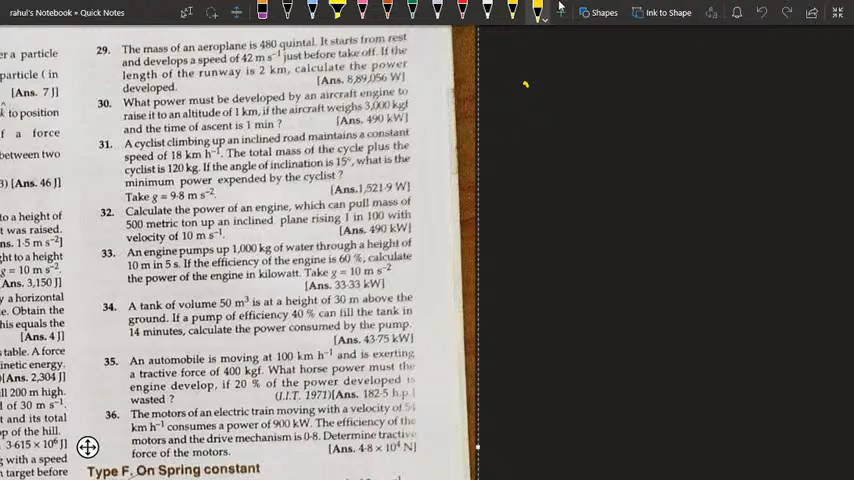 rahul's Notebook • Quick Notes
Shapes
Ink to Shape
er a particle
particle ( in
[Ans. 7 J]
k̂ to position
f a force
between two
3) [Ans. 46 J]
to a height of
t was raised.
ns. 1·5 m s⁻²]
ght to a height
g = 10 m s⁻².
Ans. 3,150 J]
y a horizontal
e. Obtain the
his equals the
[Ans. 4 J]
s table. A force
inetic energy.
[Ans. 2,304 J]
ll 200 m high.
d of 30 m s⁻¹.
t and its total
op of the hill.
3·615 × 10⁶ J]
g with a speed
n target before
29. The mass of an aeroplane is 480 quintal. It starts from rest
and develops a speed of 42 m s⁻¹ just before take off. If the
length of the runway is 2 km, calculate the power
developed. [Ans. 8,89,056 W]
30. What power must be developed by an aircraft engine to
raise it to an altitude of 1 km, if the aircraft weighs 3,000 kgf
and the time of ascent is 1 min ? [Ans. 490 kW]
31. A cyclist climbing up an inclined road maintains a constant
speed of 18 km h⁻¹. The total mass of the cycle plus the
cyclist is 120 kg. If the angle of inclination is 15°, what is the
minimum power expended by the cyclist ?
Take g = 9·8 m s⁻². [Ans.1,521·9 W]
32. Calculate the power of an engine, which can pull mass of
500 metric ton up an inclined plane rising 1 in 100 with
velocity of 10 m s⁻¹. [Ans. 490 kW]
33. An engine pumps up 1,000 kg of water through a height of
10 m in 5 s. If the efficiency of the engine is 60 %, calculate
the power of the engine in kilowatt. Take g = 10 m s⁻²
[Ans. 33·33 kW]
34. A tank of volume 50 m³ is at a height of 30 m above the
ground. If a pump of efficiency 40 % can fill the tank in
14 minutes, calculate the power consumed by the pump.
[Ans. 43·75 kW]
35. An automobile is moving at 100 km h⁻¹ and is exerting
a tractive force of 400 kgf. What horse power must the
engine develop, if 20 % of the power developed is
wasted ? (I.I.T. 1971)[Ans. 182·5 h.p.]
36. The motors of an electric train moving with a velocity of 54
km h⁻¹ consumes a power of 900 kW. The efficiency of the
motors and the drive mechanism is 0·8. Determine tractive
force of the motors. [Ans. 4·8 × 10⁴ N]
Type F. On Spring constant